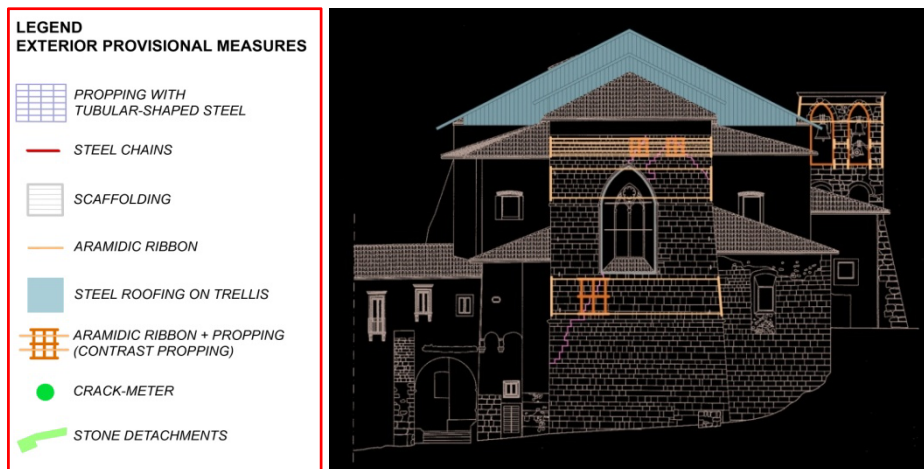 LEGEND
EXTERIOR PROVISIONAL MEASURES
PROPPING WITH
TUBULAR-SHAPED STEEL
STEEL CHAINS
SCAFFOLDING
ARAMIDIC RIBBON
STEEL ROOFING ON TRELLIS
ARAMIDIC RIBBON + PROPPING
(CONTRAST PROPPING)
CRACK-METER
STONE DETACHMENTS